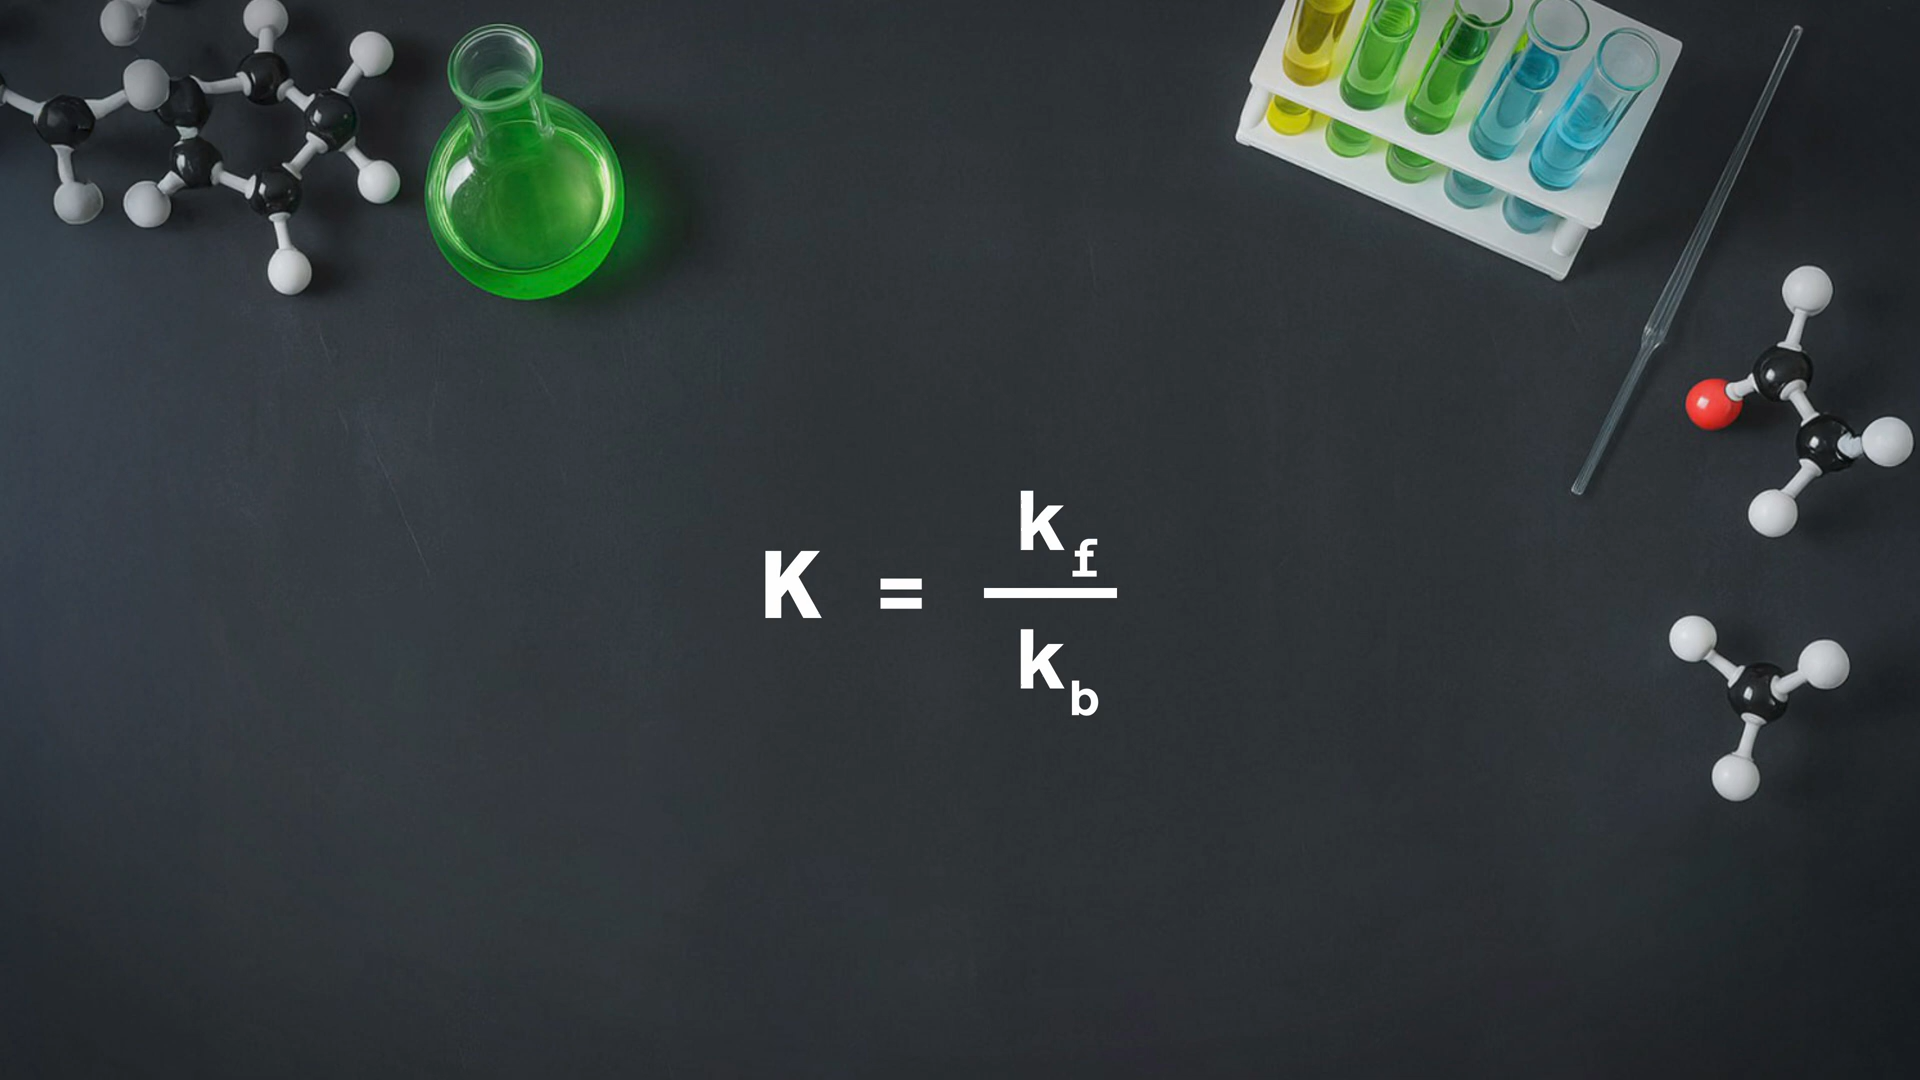 K = k_f / k_b